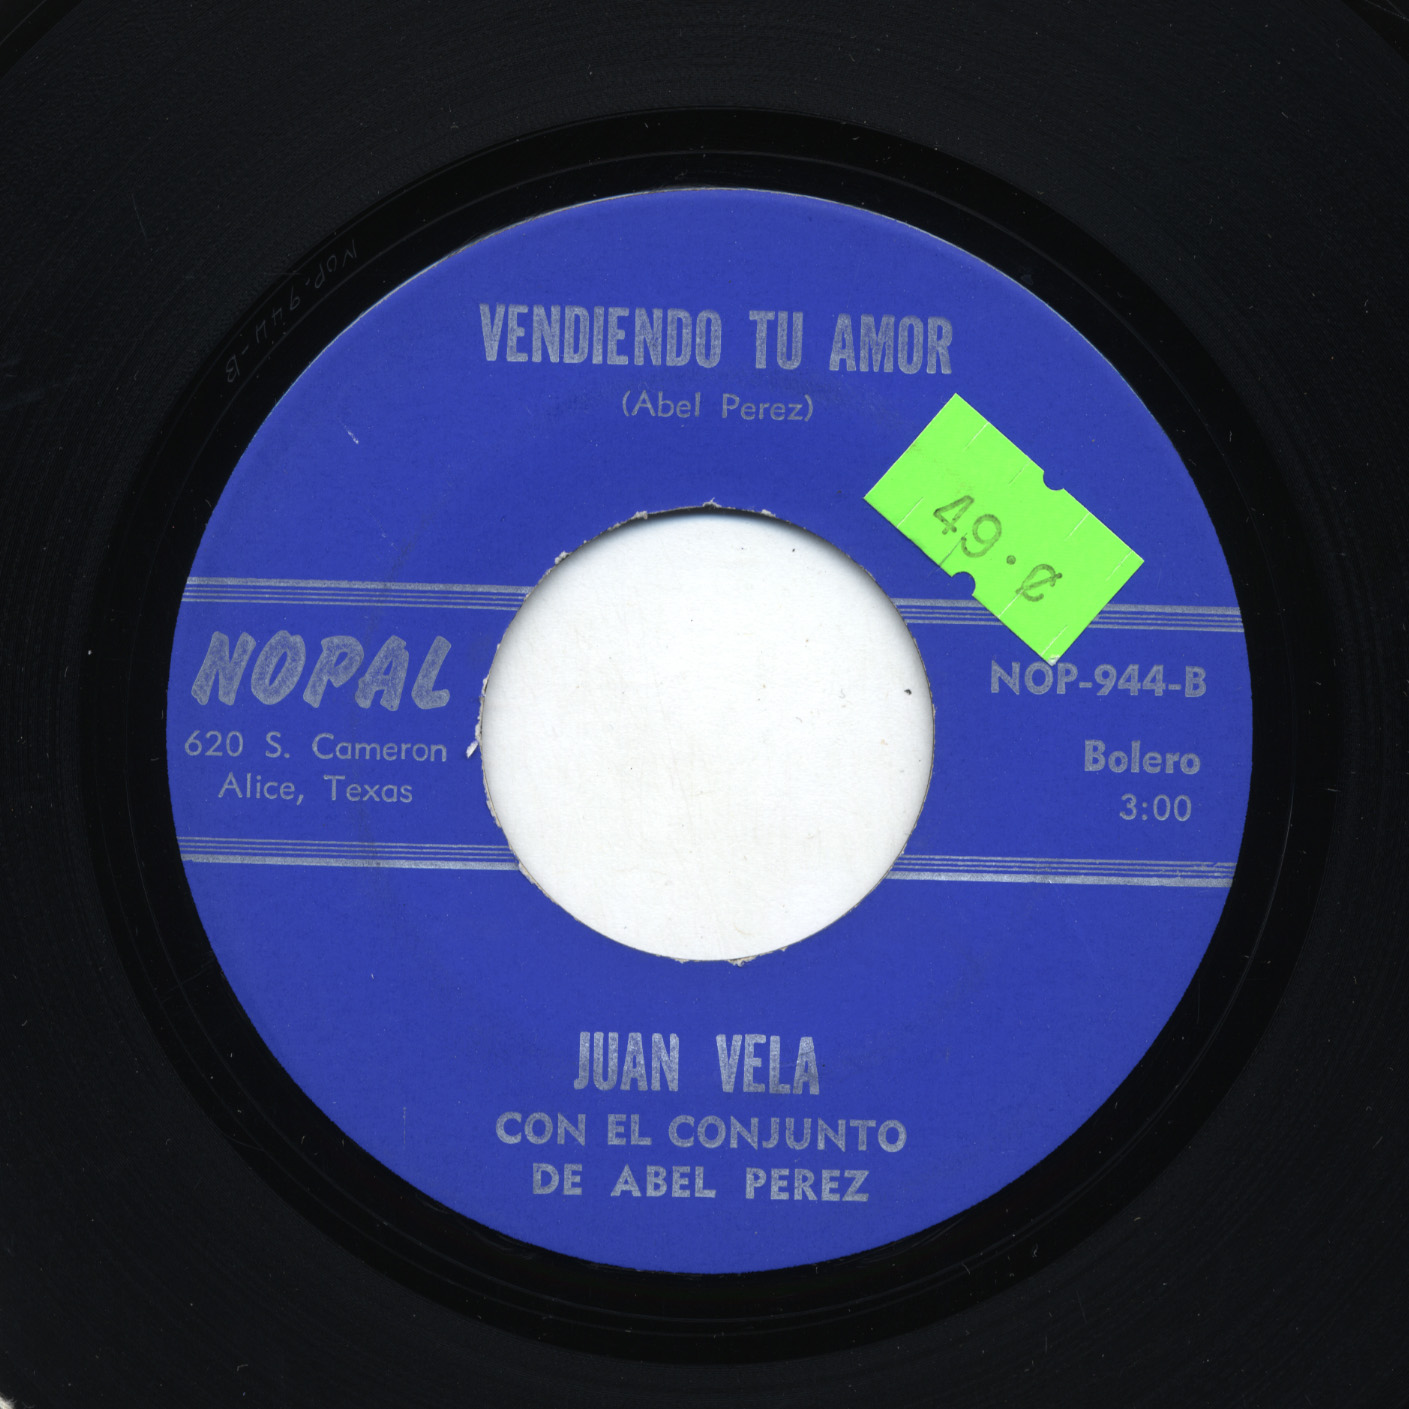 VENDIENDO TU AMOR
(Abel Perez)
49.¢
NOPAL
620 S. Cameron
Alice, Texas
NOP-944-B
Bolero
3:00
JUAN VELA
CON EL CONJUNTO
DE ABEL PEREZ
NOP-944-B